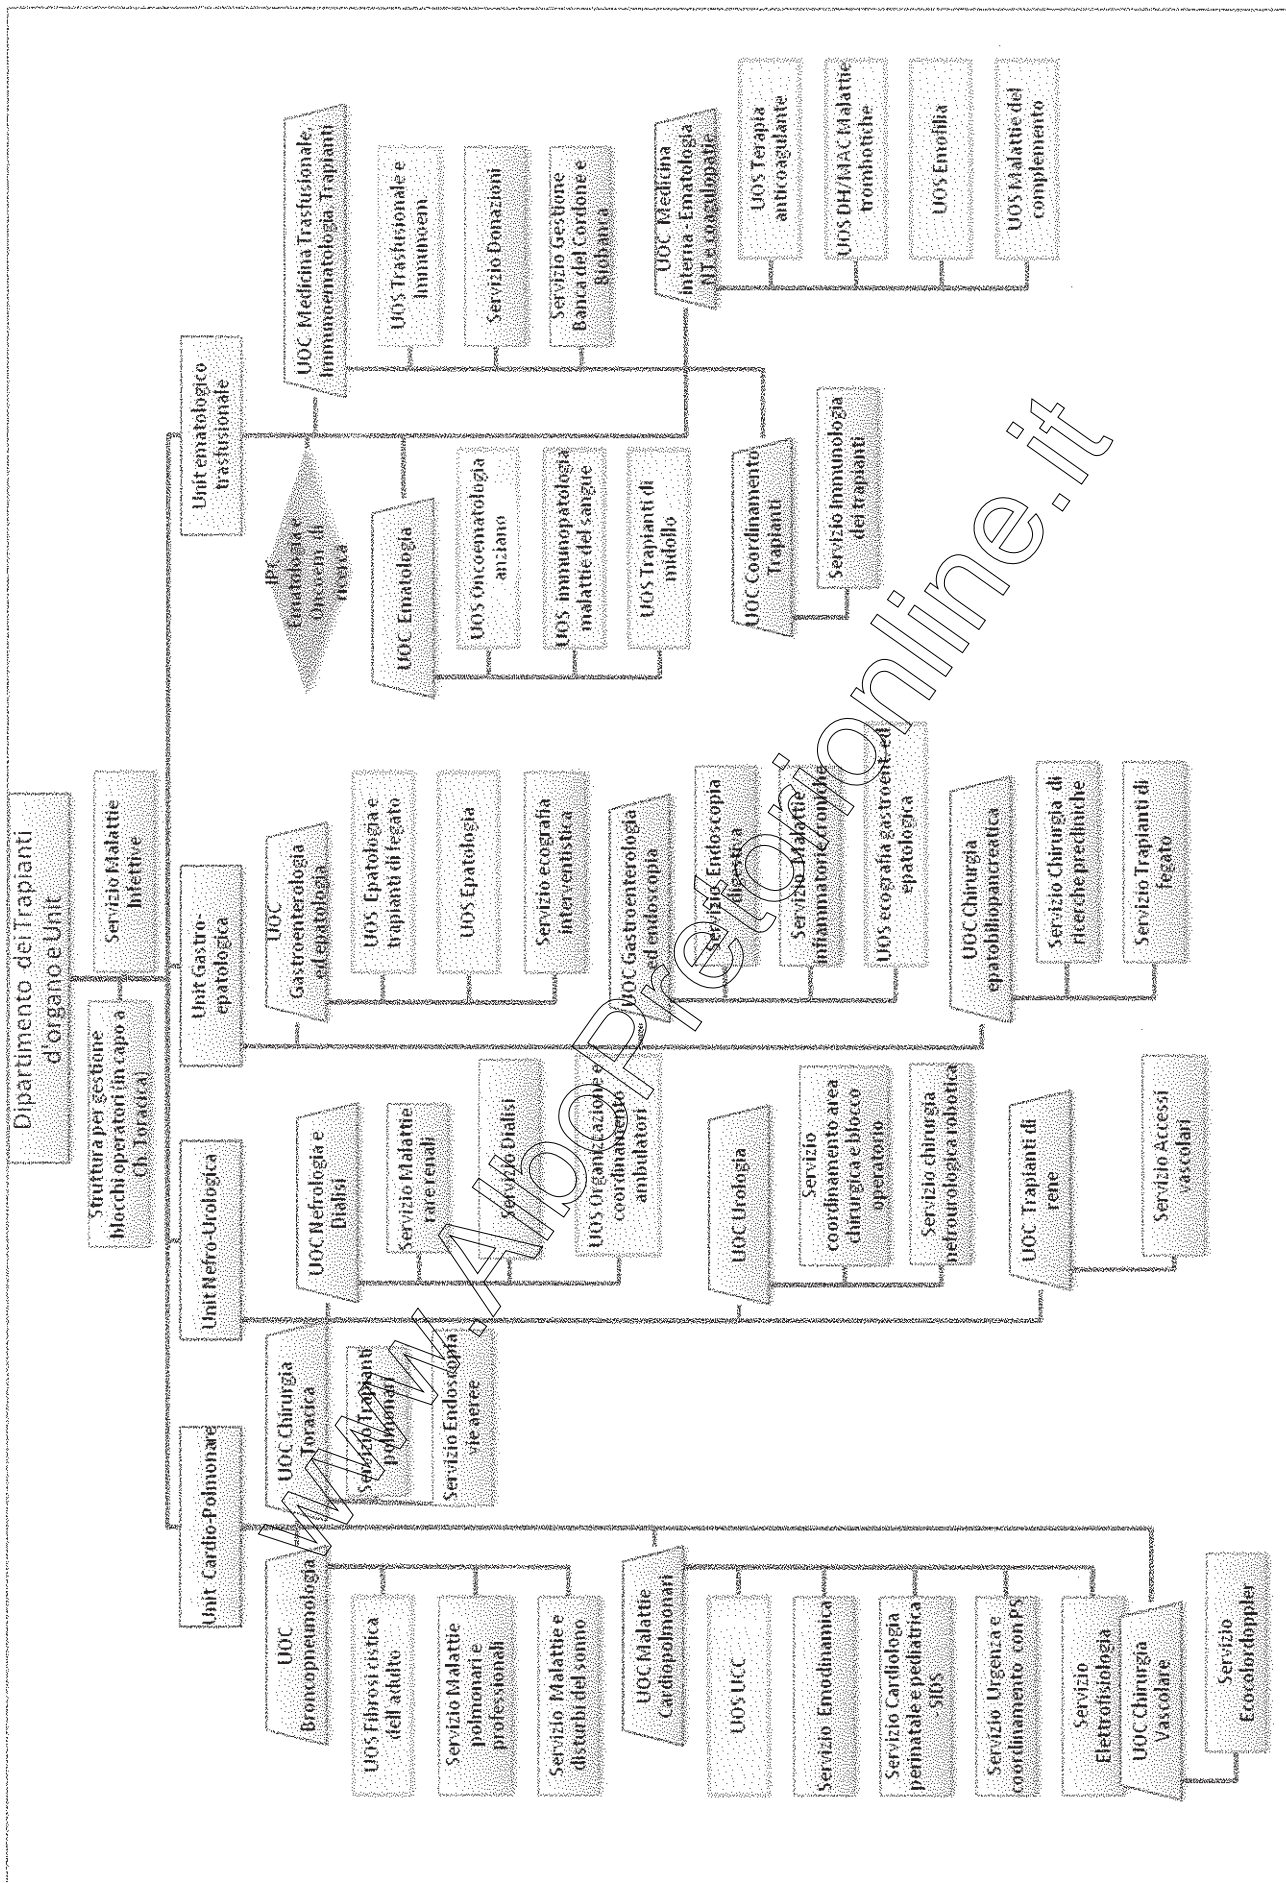 Dipartimento dei Trapianti
d'organo e Unit
Struttura per gestione
blocchi operatori (in capo a
Ch. Toracica)
Servizio Malattie
Infettive
Unit Cardio-Polmonare
UOC
Broncopneumologia
UOS Fibrosi cistica
dell'adulto
Servizio Malattie
polmonari e
professionali
Servizio Malattie e
disturbi del sonno
UOC Malattie
Cardiopolmonari
UOS UCC
Servizio Emodinamica
Servizio Cardiologia
perinatale e pediatrica
-SIDS
Servizio Urgenza e
coordinamento con PS
Servizio
Elettrofisiologia
UOC Chirurgia
Vascolare
Servizio
Ecocolordoppler
UOC Chirurgia
Toracica
Servizio Trapianti
polmonari
Servizio Endoscopia
vie aeree
Unit Nefro-Urologica
UOC Nefrologia e
Dialisi
Servizio Malattie
rare renali
Servizio Dialisi
UOS Organizzazione e
coordinamento
ambulatori
UOC Urologia
Servizio
coordinamento area
chirurgica e blocco
operatorio
Servizio chirurgia
nefrourologica robotica
UOC Trapianti di
rene
Servizio Accessi
vascolari
Unit Gastro-
epatologica
UOC
Gastroenterologia
ed epatologia
UOS Epatologia e
trapianti di fegato
UOS Epatologia
Servizio ecografia
interventistica
UOC Gastroenterologia
ed endoscopia
Servizio Endoscopia
digestiva
Servizio Malattie
infiammatorie croniche
UOS ecografia gastroent. ed
epatologica
UOC Chirurgia
epatobiliopancreatica
Servizio Chirurgia di
ricerche precliniche
Servizio Trapianti di
fegato
Unit ematologico
trasfusionale
IPC
Ematologia e
Oncoem. di
ricerca
UOC Ematologia
UOS Oncoematologia
anziano
UOS immunopatologia
malattie del sangue
UOS Trapianti di
midollo
UOC Medicina Trasfusionale,
Immunoematologia, Trapianti
UOS Trasfusionale e
Immunoem
Servizio Donazioni
Servizio Gestione
Banca del Cordone e
Biobanca
UOC Coordinamento
Trapianti
Servizio Immunologia
dei trapianti
UOC Medicina
interna - Ematologia
NT e coagulopatie
UOS Terapia
anticoagulante
UOS DH/MAC Malattie
trombotiche
UOS Emofilia
UOS Malattie del
complemento
www.AlboPretorionline.it